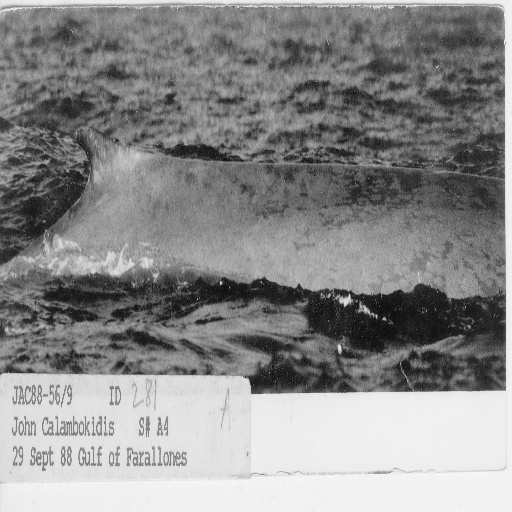 JAC88-56/9 ID 281 A
John Calambokidis S# A4
29 Sept 88 Gulf of Farallones